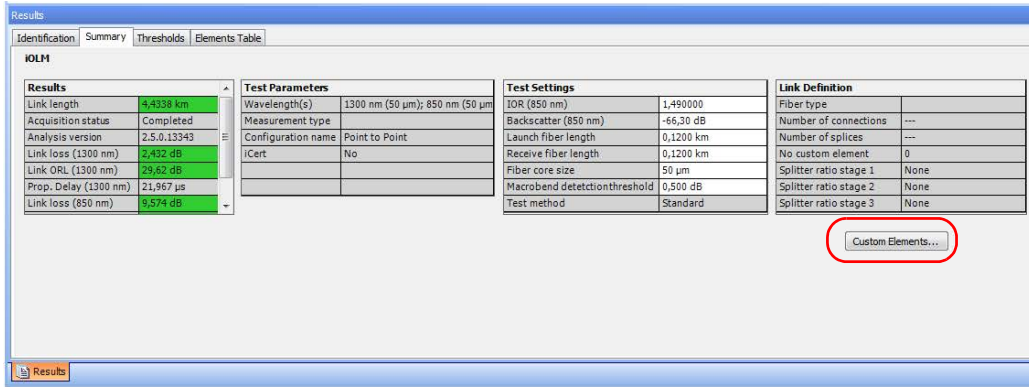 Results
Identification Summary Thresholds Elements Table
iOLM
Results
Link length 4,4338 km
Acquisition status Completed
Analysis version 2.5.0.13343
Link loss (1300 nm) 2,432 dB
Link ORL (1300 nm) 29,62 dB
Prop. Delay (1300 nm) 21,967 µs
Link loss (850 nm) 9,574 dB
Test Parameters
Wavelength(s) 1300 nm (50 µm); 850 nm (50 µm
Measurement type
Configuration name Point to Point
iCert No
Test Settings
IOR (850 nm) 1,490000
Backscatter (850 nm) -66,30 dB
Launch fiber length 0,1200 km
Receive fiber length 0,1200 km
Fiber core size 50 µm
Macrobend detetctionthreshold 0,500 dB
Test method Standard
Link Definition
Fiber type
Number of connections ---
Number of splices ---
No custom element 0
Splitter ratio stage 1 None
Splitter ratio stage 2 None
Splitter ratio stage 3 None
Custom Elements...
Results